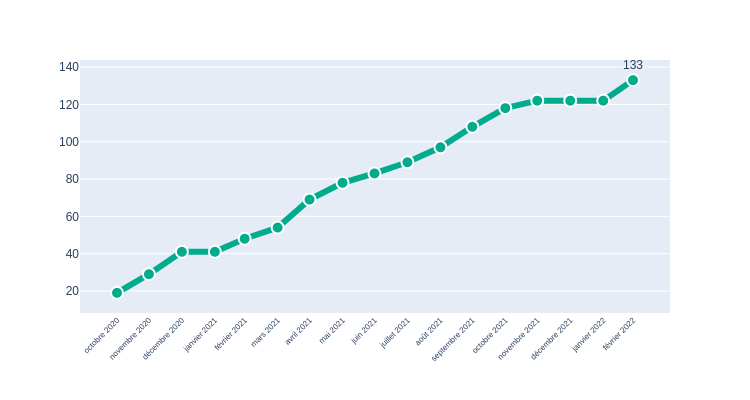 133
140
120
100
80
60
40
20
octobre 2020
novembre 2020
décembre 2020
janvier 2021
février 2021
mars 2021
avril 2021
mai 2021
juin 2021
juillet 2021
août 2021
septembre 2021
octobre 2021
novembre 2021
décembre 2021
janvier 2022
février 2022